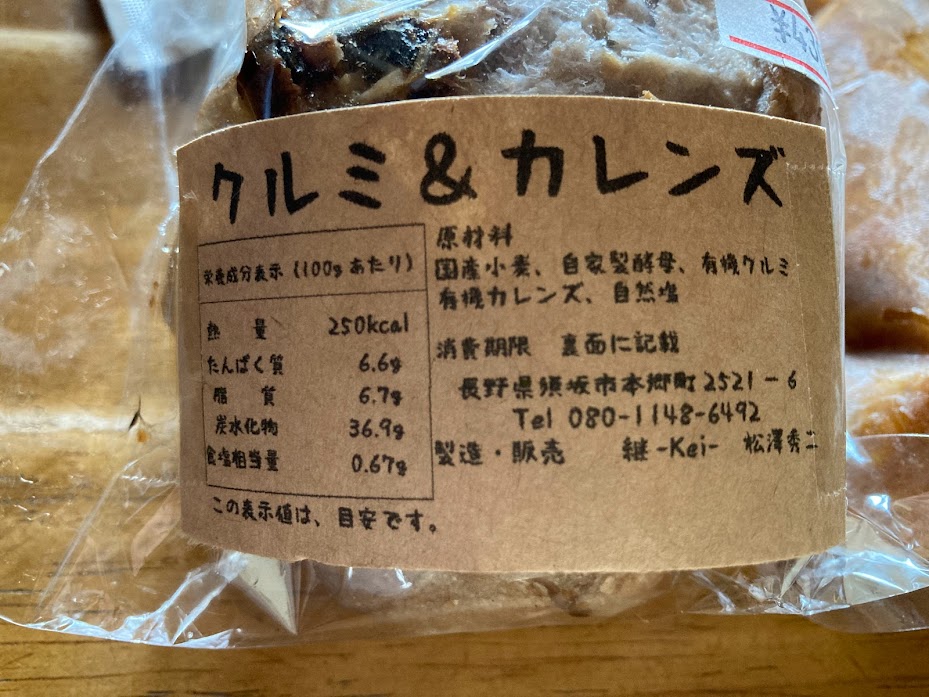 クルミ&カレンズ
栄養成分表示(100gあたり)
熱 量 250kcal
たんぱく質 6.6g
脂 質 6.7g
炭水化物 36.9g
食塩相当量 0.67g
この表示値は、目安です。
原材料
国産小麦、自家製酵母、有機クルミ
有機カレンズ、自然塩
消費期限 裏面に記載
長野県須坂市本郷町2521-6
Tel 080-1148-6492
製造・販売 継-Kei- 松澤秀二